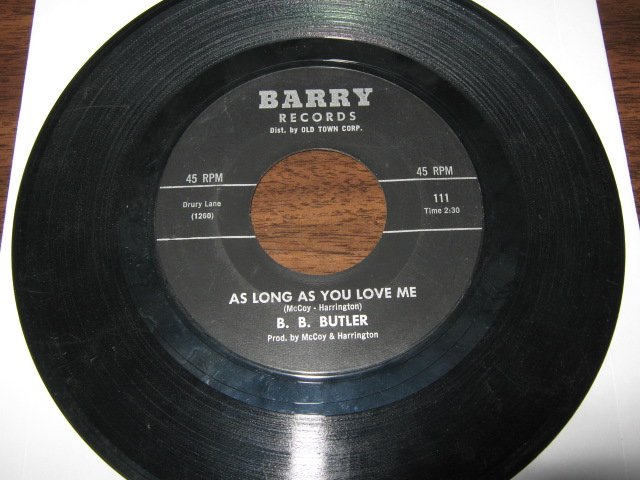 BARRY
RECORDS
Dist. by OLD TOWN CORP.
45 RPM
45 RPM
Drury Lane
(1260)
111
Time 2:30
AS LONG AS YOU LOVE ME
(McCoy - Harrington)
B. B. BUTLER
Prod. by McCoy & Harrington